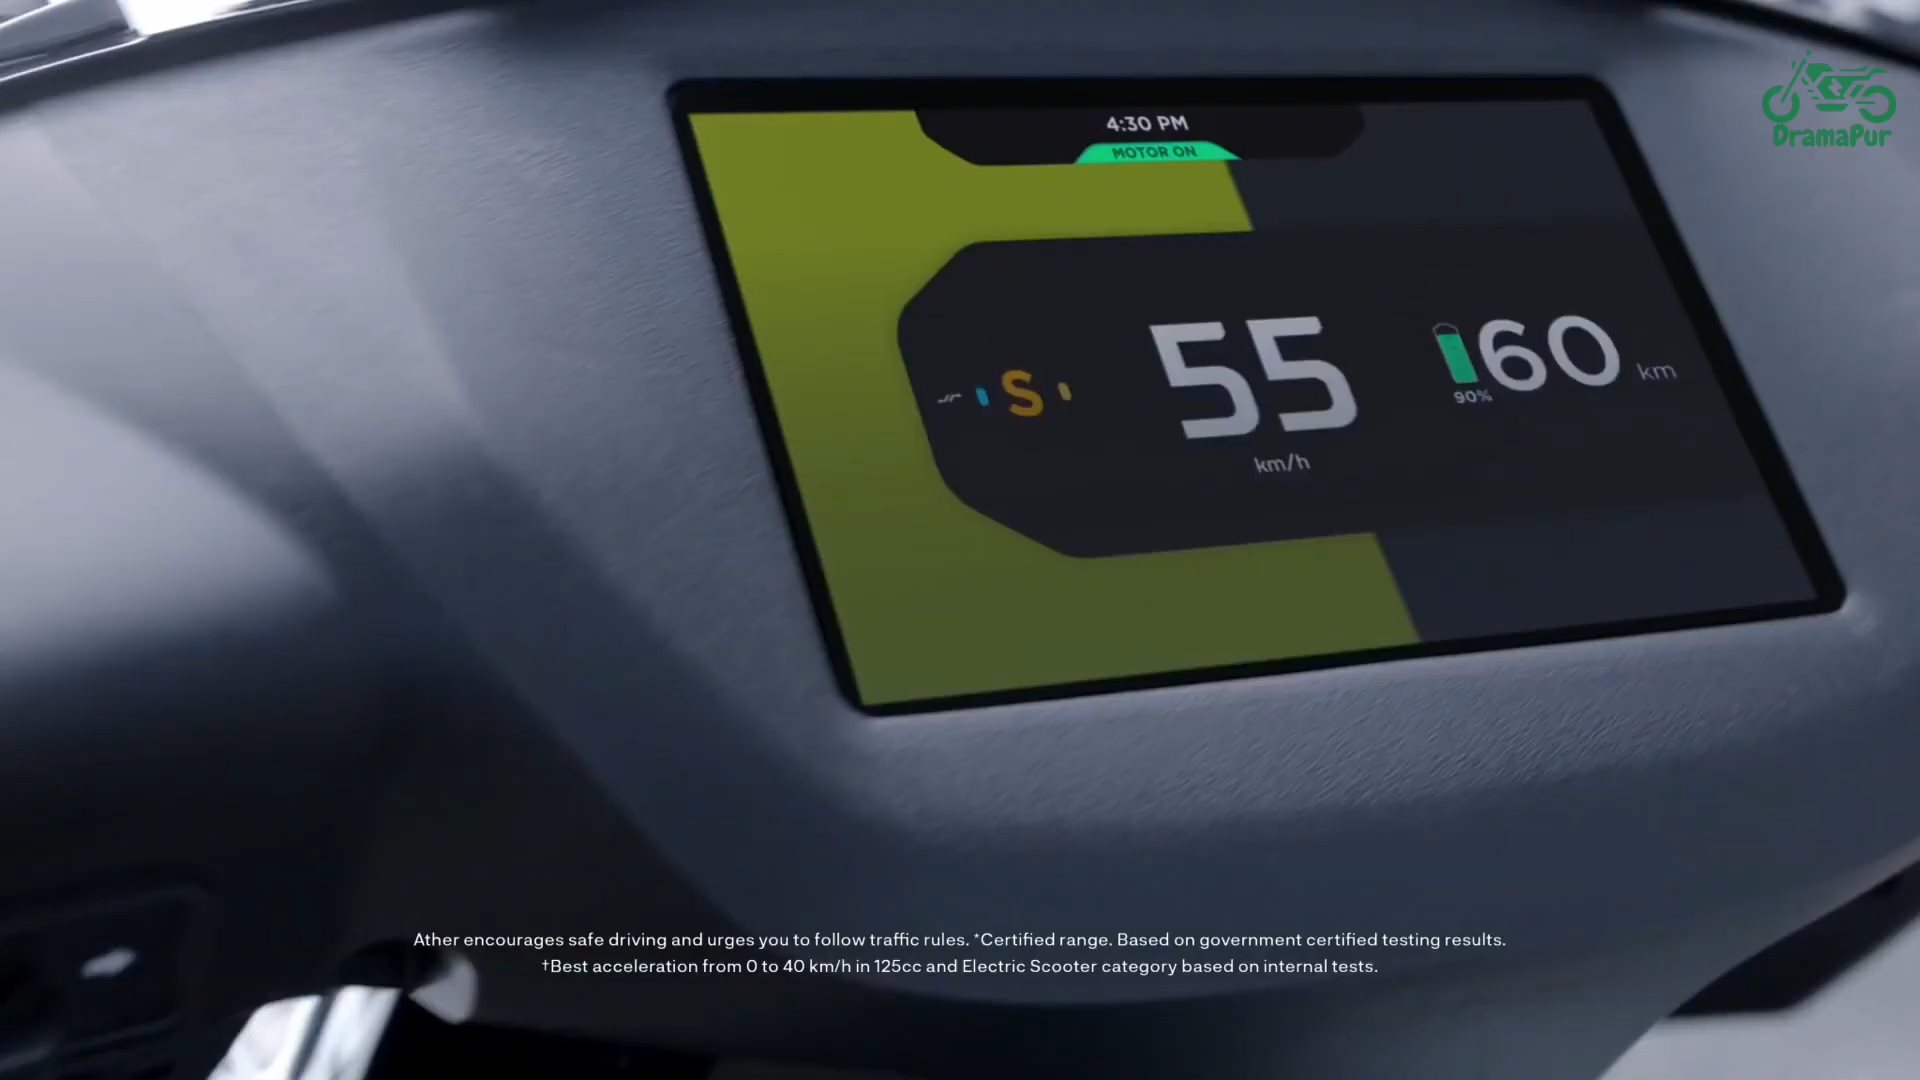 DramaPur
4:30 PM
MOTOR ON
S
55
km/h
60 km
90%
Ather encourages safe driving and urges you to follow traffic rules. *Certified range. Based on government certified testing results.
†Best acceleration from 0 to 40 km/h in 125cc and Electric Scooter category based on internal tests.